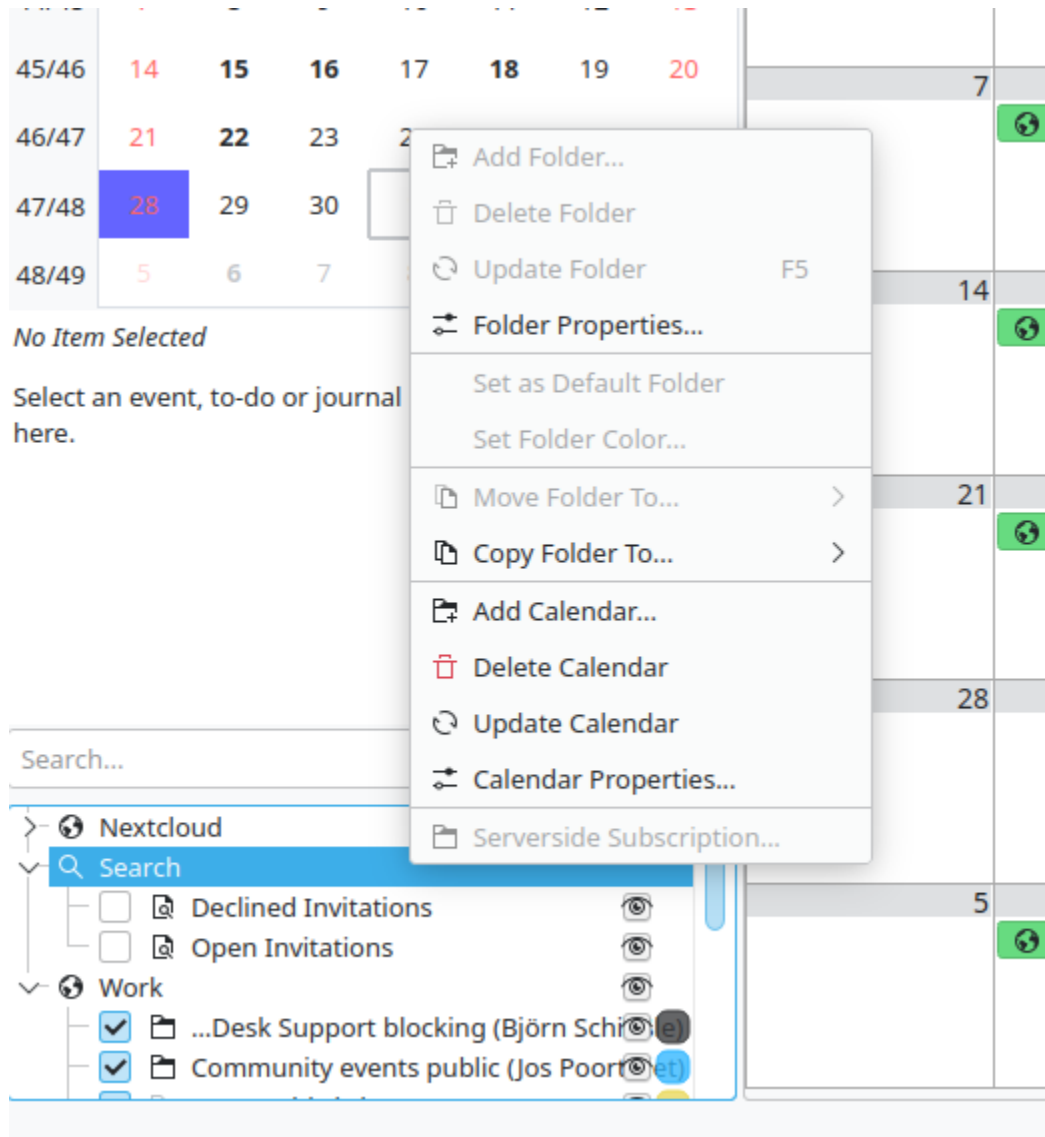 45/46 14 15 16 17 18 19 20
46/47 21 22 23
47/48 28 29 30
48/49 5 6 7
No Item Selected
Select an event, to-do or journal
here.
Search...
Nextcloud
Search
Declined Invitations
Open Invitations
Work
...Desk Support blocking (Björn Schi
Community events public (Jos Poort
Add Folder...
Delete Folder
Update Folder F5
Folder Properties...
Set as Default Folder
Set Folder Color...
Move Folder To...
Copy Folder To...
Add Calendar...
Delete Calendar
Update Calendar
Calendar Properties...
Serverside Subscription...
7
14
21
28
5